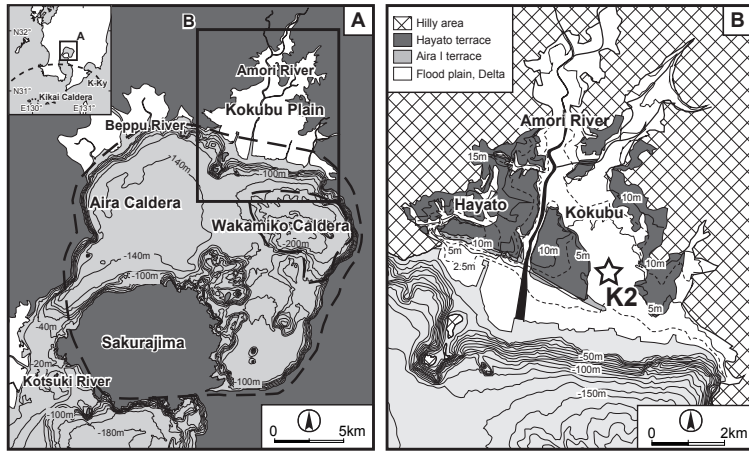 A
B
N32°
A
N31°
K-Ky
Kikai Caldera
E130°
E131°
Amori River
Kokubu Plain
Beppu River
140m
-100m
Aira Caldera
Wakamiko Caldera
-200m
-140m
-100m
-40m
Sakurajima
-20m
Kotsuki River
-100m
-100m
-180m
0 5km
B
Hilly area
Hayato terrace
Aira I terrace
Flood plain, Delta
Amori River
15m
10m
Hayato
Kokubu
10m
5m
10m
2.5m
10m
5m
10m
K2
5m
-50m
-100m
-150m
0 2km